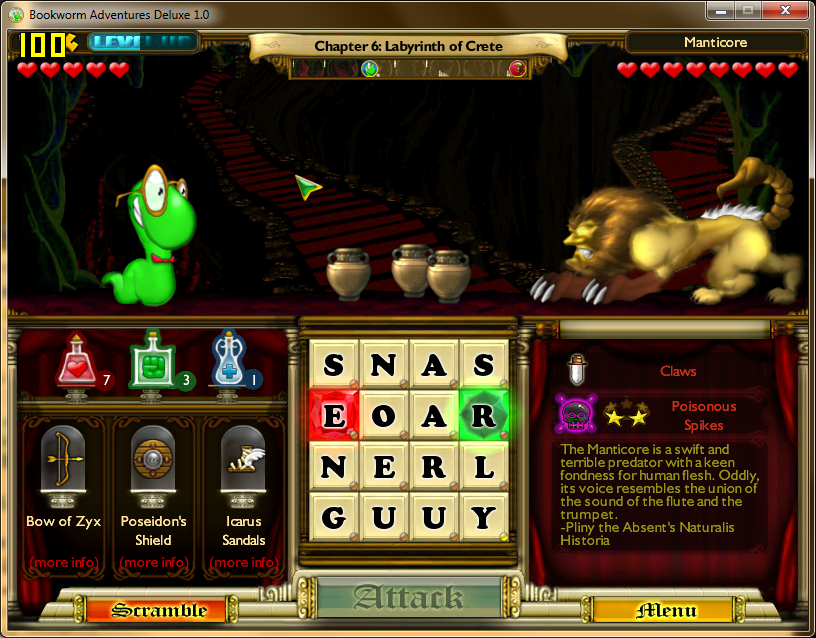 Bookworm Adventures Deluxe 1.0
100
LEVEL UP
Chapter 6: Labyrinth of Crete
Manticore
7
3
1
Bow of Zyx
(more info)
Poseidon's
Shield
(more info)
Icarus
Sandals
(more info)
S N A S
E O A R
N E R L
G U U Y
Claws
Poisonous
Spikes
The Manticore is a swift and
terrible predator with a keen
fondness for human flesh. Oddly,
its voice resembles the union of
the sound of the flute and the
trumpet.
-Pliny the Absent's Naturalis
Historia
Scramble
Attack
Menu